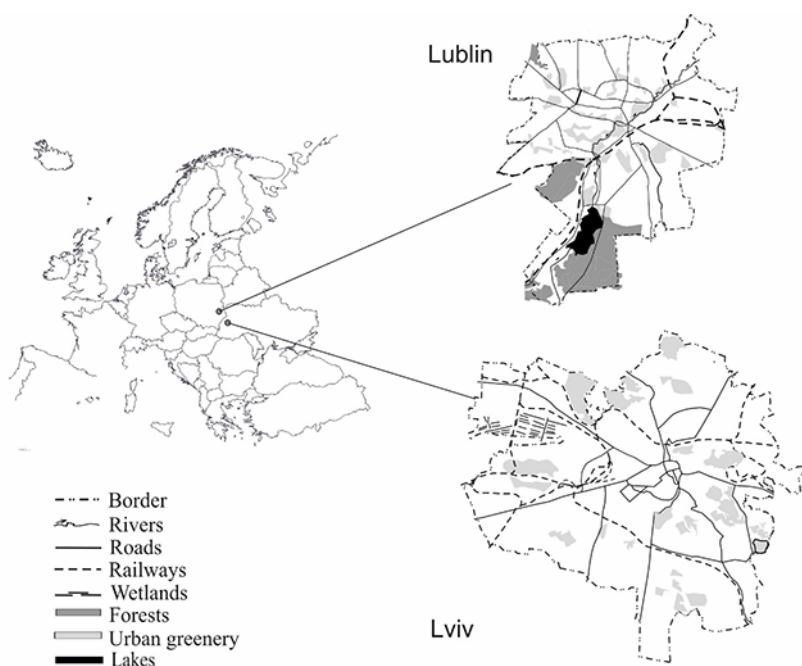 Lublin
Border
Rivers
Roads
Railways
Wetlands
Forests
Urban greenery
Lakes
Lviv